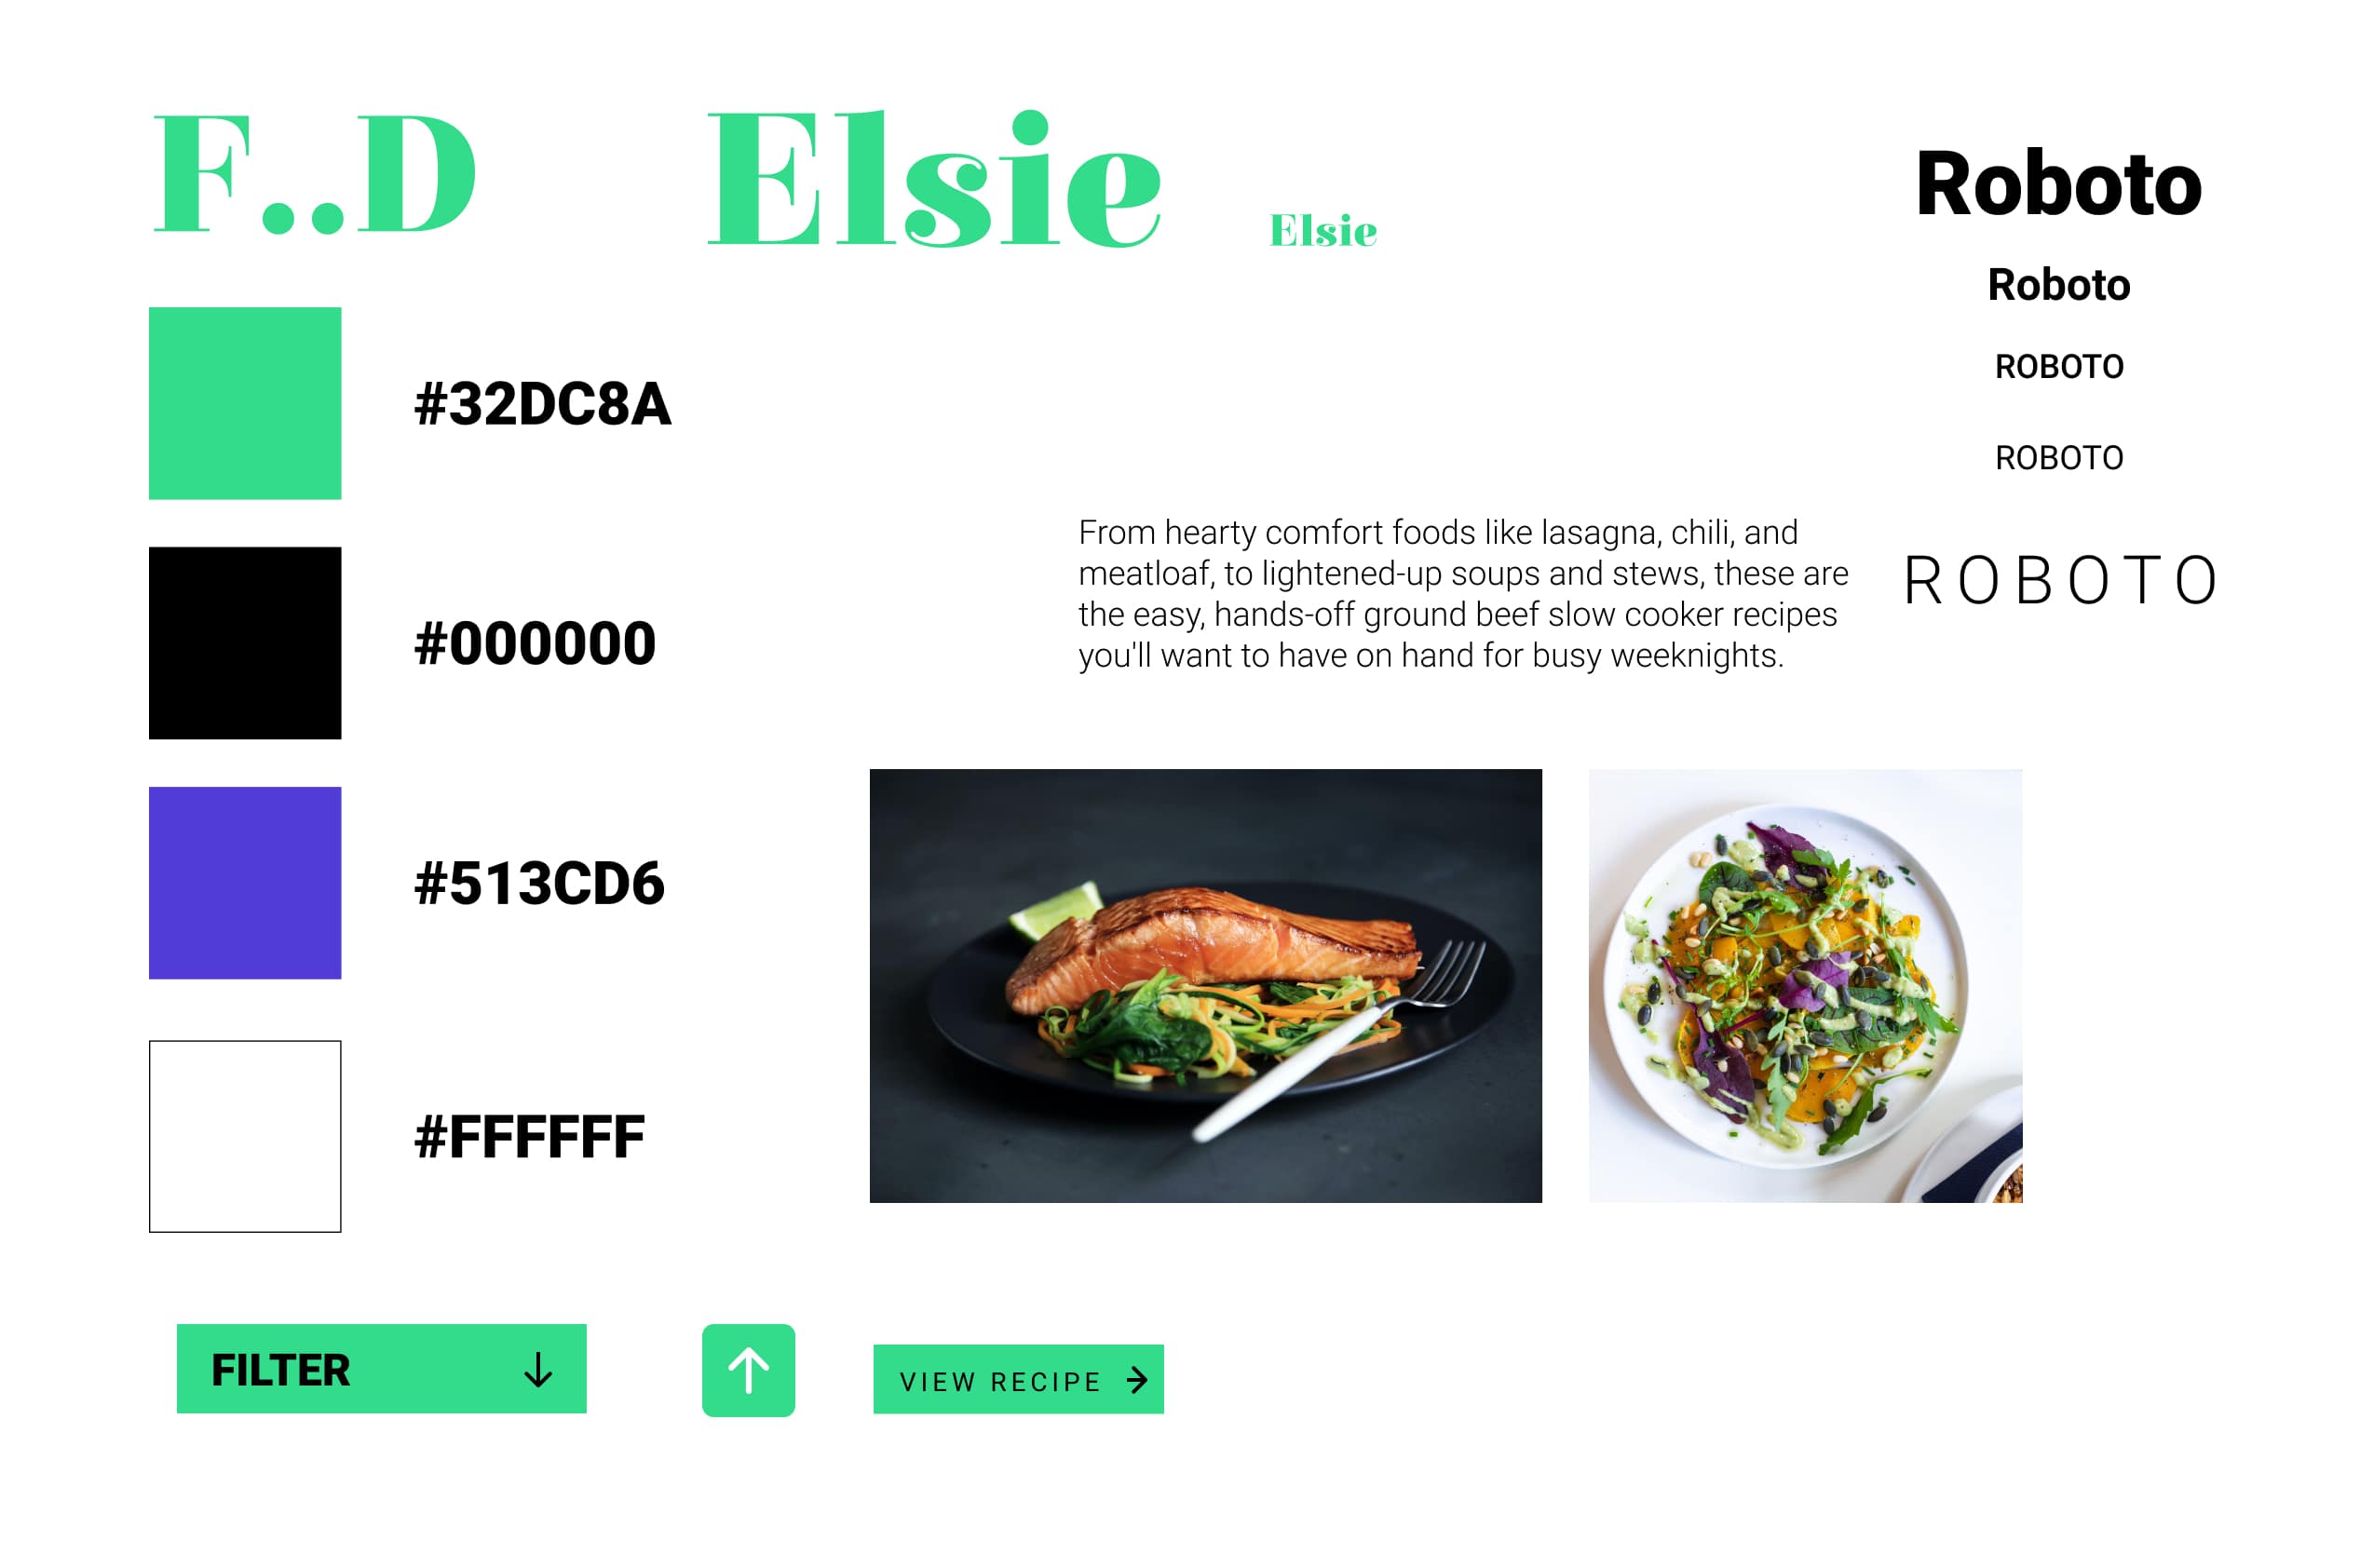 F..D
Elsie
Elsie
Roboto
Roboto
ROBOTO
ROBOTO
ROBOTO
#32DC8A
#000000
#513CD6
#FFFFFF
From hearty comfort foods like lasagna, chili, and
meatloaf, to lightened-up soups and stews, these are
the easy, hands-off ground beef slow cooker recipes
you'll want to have on hand for busy weeknights.
FILTER
VIEW RECIPE